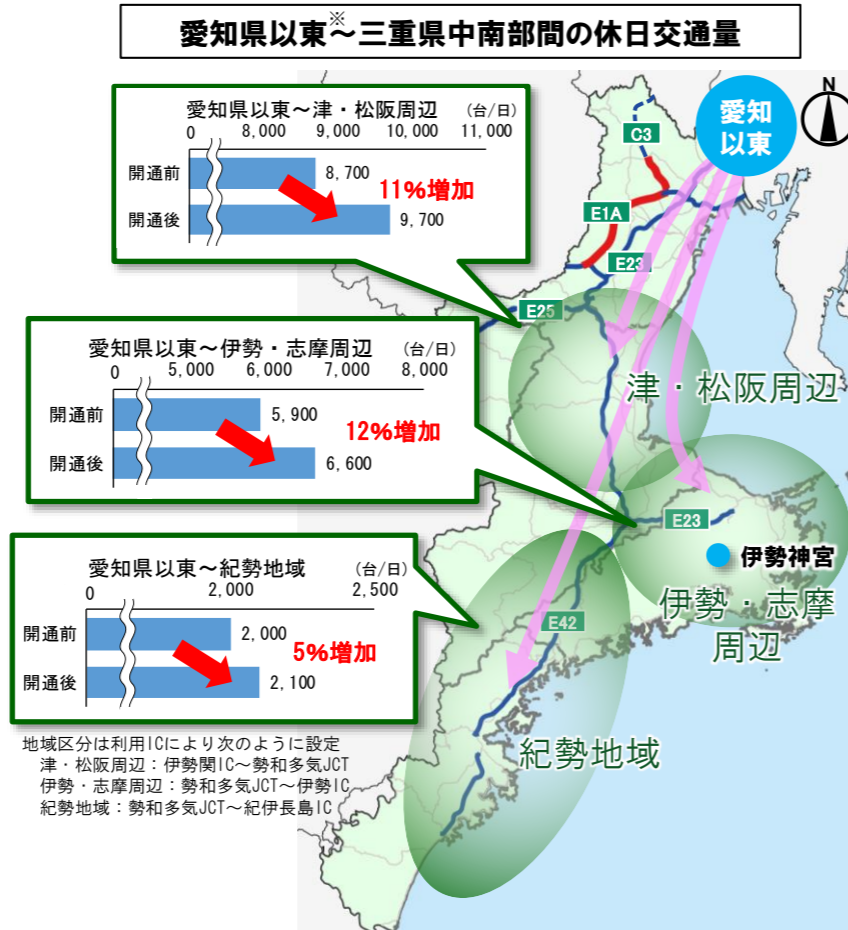 愛知県以東※～三重県中南部間の休日交通量
愛知県以東～津・松阪周辺 (台/日)
0 8,000 9,000 10,000 11,000
開通前 8,700
11%増加
開通後 9,700
愛知県以東～伊勢・志摩周辺 (台/日)
0 5,000 6,000 7,000 8,000
開通前 5,900
12%増加
開通後 6,600
愛知県以東～紀勢地域 (台/日)
0 2,000 2,500
開通前 2,000
5%増加
開通後 2,100
地域区分は利用ICにより次のように設定
津・松阪周辺：伊勢関IC～勢和多気JCT
伊勢・志摩周辺：勢和多気JCT～伊勢IC
紀勢地域：勢和多気JCT～紀伊長島IC
愛知
以東
N
C3
E1A
E23
E25
津・松阪周辺
E23
伊勢神宮
伊勢・志摩
周辺
E42
紀勢地域